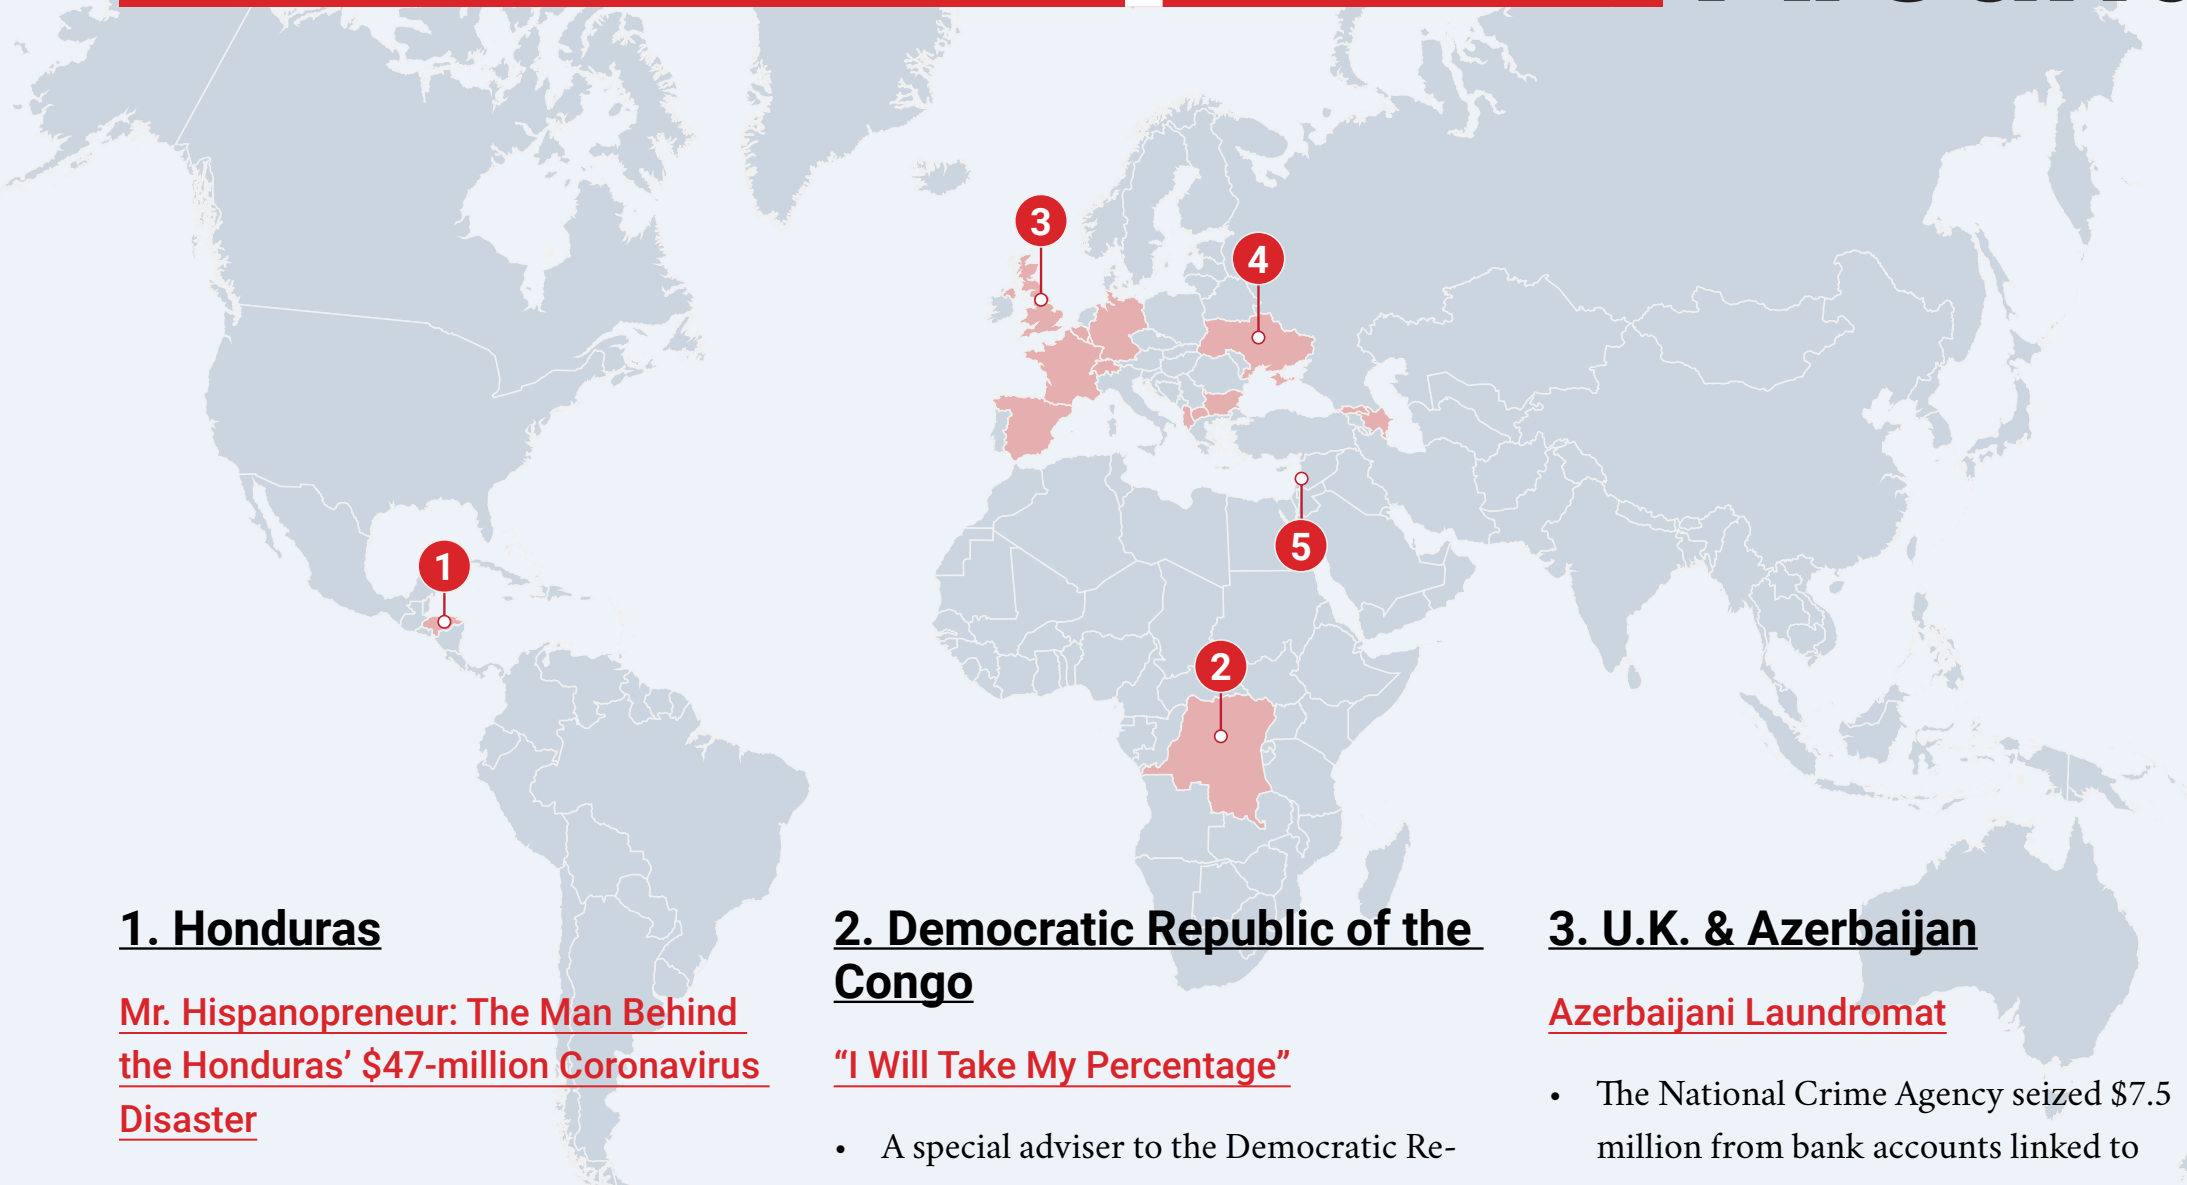 3
4
5
1
2
1. Honduras
Mr. Hispanopreneur: The Man Behind
the Honduras’ $47-million Coronavirus
Disaster
2. Democratic Republic of the
Congo
“I Will Take My Percentage”
• A special adviser to the Democratic Re-
3. U.K. & Azerbaijan
Azerbaijani Laundromat
• The National Crime Agency seized $7.5
million from bank accounts linked to